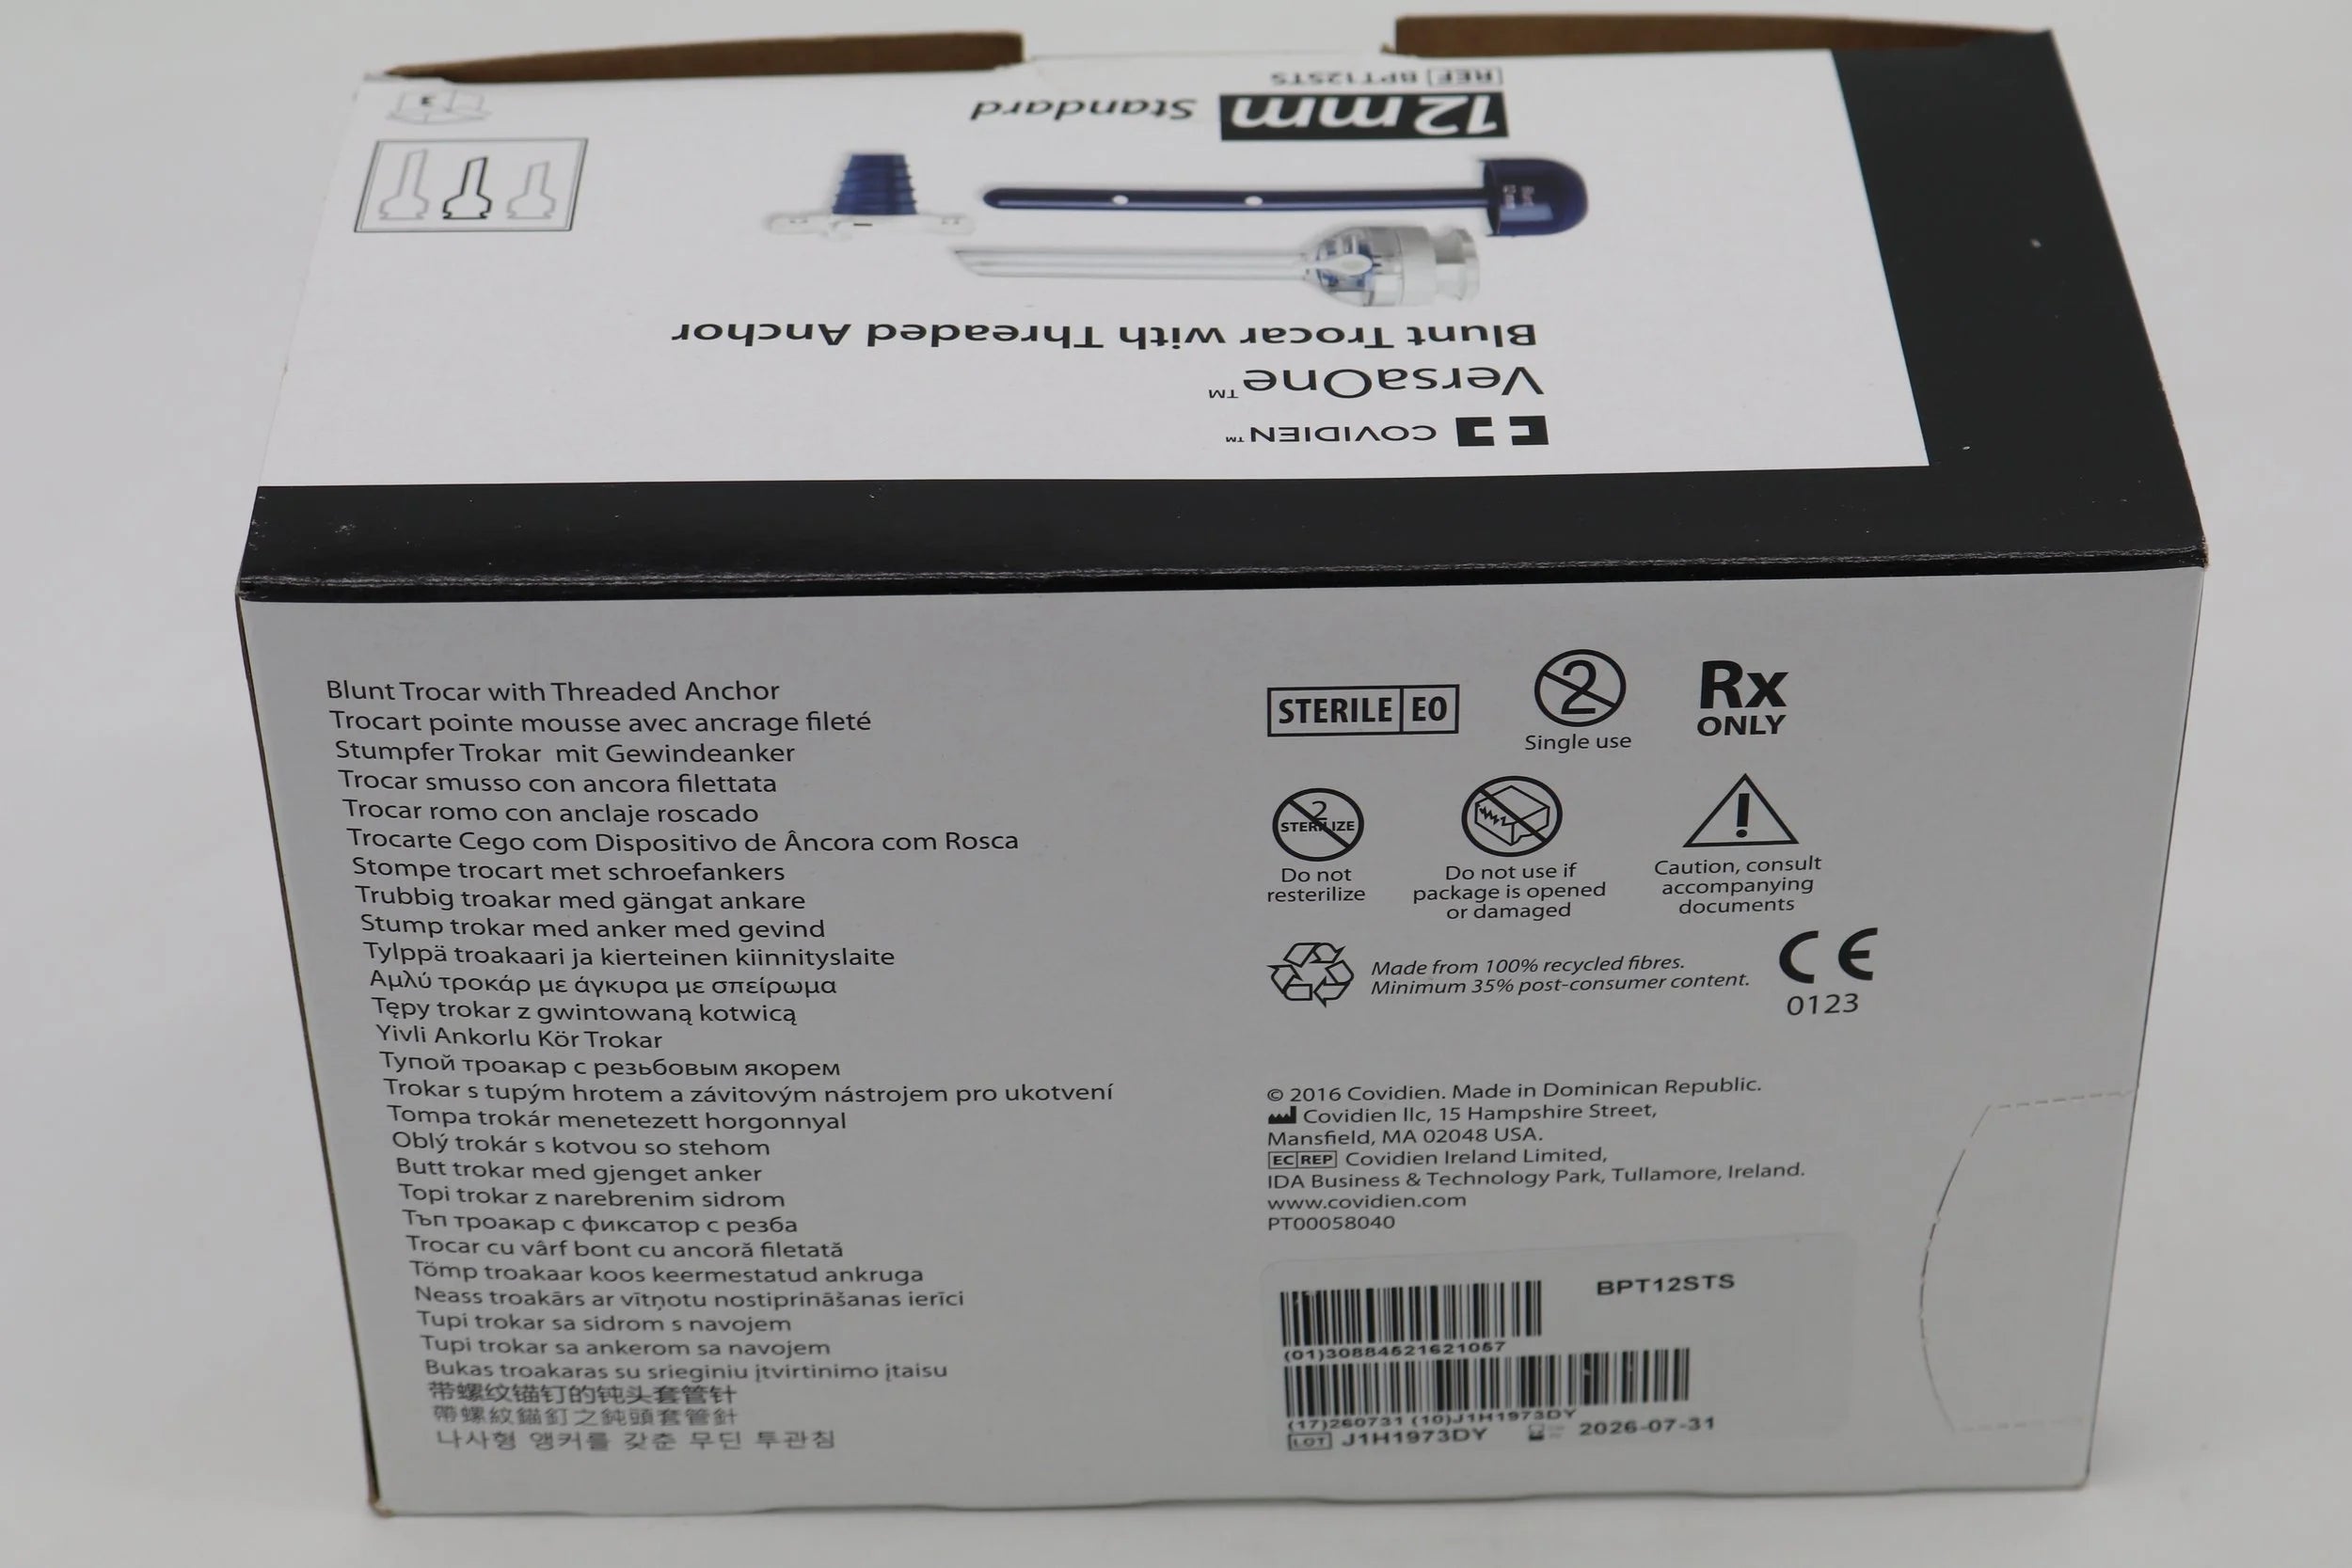 COVIDIEN™
VersaOne™
Blunt Trocar with Threaded Anchor
12 mm Standard
REF BPT12STS
3
Blunt Trocar with Threaded Anchor
Trocart pointe mousse avec ancrage fileté
Stumpfer Trokar mit Gewindeanker
Trocar smusso con ancora filettata
Trocar romo con anclaje roscado
Trocarte Cego com Dispositivo de Âncora com Rosca
Stompe trocart met schroefankers
Trubbig troakar med gängat ankare
Stump trokar med anker med gevind
Tylppä troakaari ja kierteinen kiinnityslaite
Αμλύ τροκάρ με άγκυρα με σπείρωμα
Tępy trokar z gwintowaną kotwicą
Yivli Ankorlu Kör Trokar
Тупой троакар с резьбовым якорем
Trokar s tupým hrotem a závitovým nástrojem pro ukotvení
Tompa trokár menetezett horgonnyal
Oblý trokár s kotvou so stehom
Butt trokar med gjenget anker
Topi trokar z narebrenim sidrom
Тъп троакар с фиксатор с резба
Trocar cu vârf bont cu ancoră filetată
Tömp troakaar koos keermestatud ankruga
Neass troakārs ar vītņotu nostiprināšanas ierīci
Tupi trokar sa sidrom s navojem
Tupi trokar sa ankerom sa navojem
Bukas troakaras su srieginiu įtvirtinimo įtaisu
带螺纹锚钉的钝头套管针
帶螺紋錨釘之鈍頭套管針
나사형 앵커를 갖춘 무딘 투관침
STERILE EO
2
Single use
Rx
ONLY
2
STERILIZE
Do not
resterilize
Do not use if
package is opened
or damaged
!
Caution, consult
accompanying
documents
Made from 100% recycled fibres.
Minimum 35% post-consumer content.
CE
0123
© 2016 Covidien. Made in Dominican Republic.
Covidien llc, 15 Hampshire Street,
Mansfield, MA 02048 USA.
EC REP Covidien Ireland Limited,
IDA Business & Technology Park, Tullamore, Ireland.
www.covidien.com
PT00058040
BPT12STS
(01)30884521621057
(17)260731 (10)J1H1973DY
LOT J1H1973DY 2026-07-31